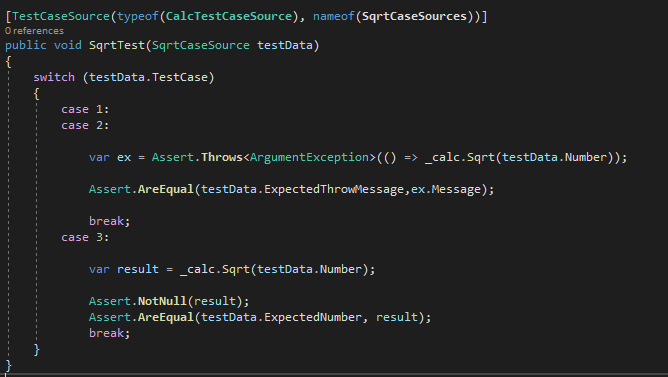 [TestCaseSource(typeof(CalcTestCaseSource), nameof(SqrtCaseSources))]
0 references
public void SqrtTest(SqrtCaseSource testData)
{
switch (testData.TestCase)
{
case 1:
case 2:
var ex = Assert.Throws<ArgumentException>(() => _calc.Sqrt(testData.Number));
Assert.AreEqual(testData.ExpectedThrowMessage,ex.Message);
break;
case 3:
var result = _calc.Sqrt(testData.Number);
Assert.NotNull(result);
Assert.AreEqual(testData.ExpectedNumber, result);
break;
}
}